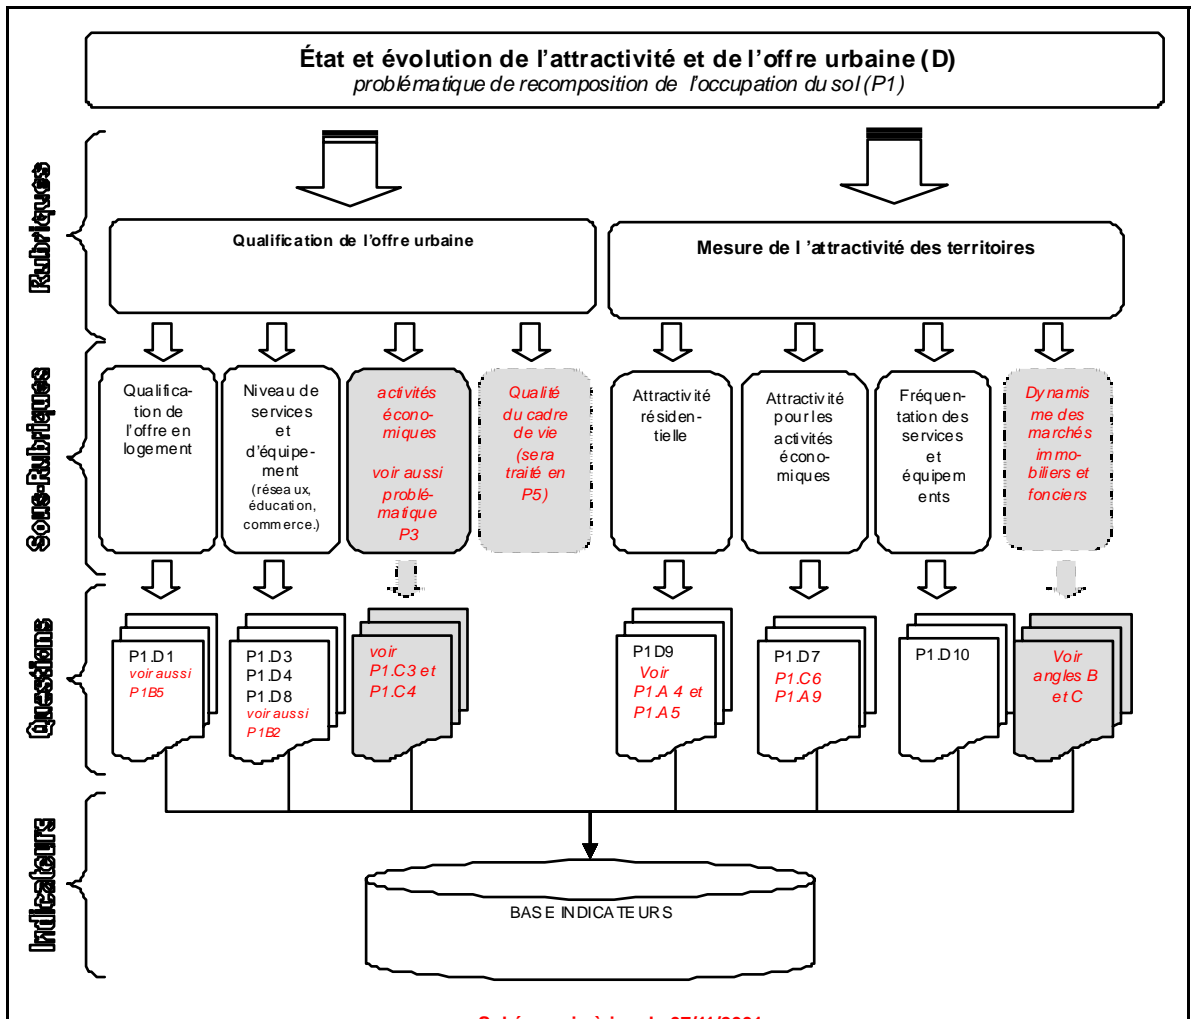 État et évolution de l'attractivité et de l'offre urbaine (D)
problématique de recomposition de l'occupation du sol (P1)
Rubriques
Qualification de l'offre urbaine
Mesure de l'attractivité des territoires
Sous-Rubriques
Qualifica-
tion de
l'offre en
logement
Niveau de
services
et
d'équipe-
ment
(réseaux,
éducation,
commerce.)
activités
écono-
miques
voir aussi
problé-
matique
P3
Qualité
du cadre
de vie
(sera
traité en
P5)
Attractivité
résiden-
tielle
Attractivité
pour les
activités
écono-
miques
Fréquen-
tation des
services
et
équipem
ents
Dynamis
me des
marchés
immo-
biliers et
fonciers
Questions
P1.D1
voir aussi
P1B5
P1.D3
P1.D4
P1.D8
voir aussi
P1B2
voir
P1.C3 et
P1.C4
P1.D9
Voir
P1.A4 et
P1.A5
P1.D7
P1.C6
P1.A9
P1.D10
Voir
angles B
et C
Indicateurs
BASE INDICATEURS